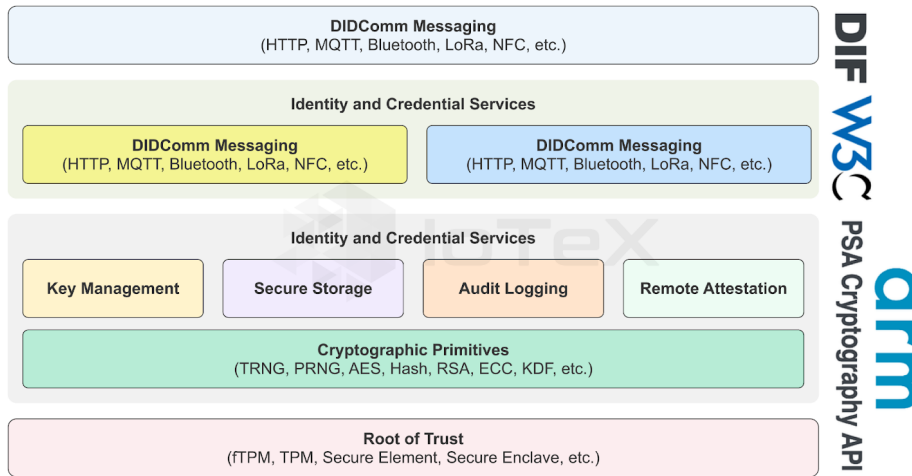 DIDComm Messaging
(HTTP, MQTT, Bluetooth, LoRa, NFC, etc.)
DIF
Identity and Credential Services
DIDComm Messaging
(HTTP, MQTT, Bluetooth, LoRa, NFC, etc.)
DIDComm Messaging
(HTTP, MQTT, Bluetooth, LoRa, NFC, etc.)
W3C
IoTeX
Identity and Credential Services
Key Management
Secure Storage
Audit Logging
Remote Attestation
Cryptographic Primitives
(TRNG, PRNG, AES, Hash, RSA, ECC, KDF, etc.)
PSA Cryptography API
arm
Root of Trust
(fTPM, TPM, Secure Element, Secure Enclave, etc.)